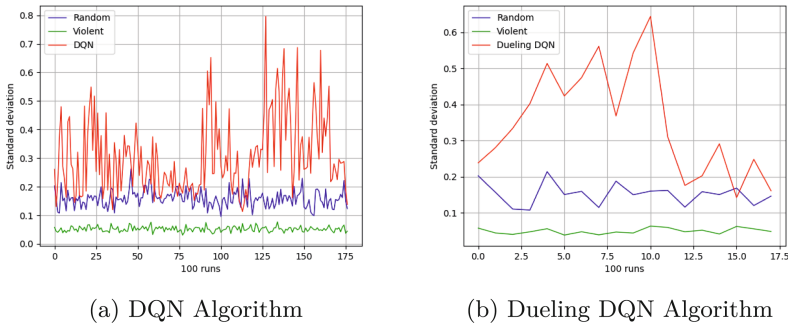 Random
Violent
DQN
Standard deviation
0.8
0.7
0.6
0.5
0.4
0.3
0.2
0.1
0.0
0 25 50 75 100 125 150 175
100 runs
(a) DQN Algorithm
Random
Violent
Dueling DQN
Standard deviation
0.6
0.5
0.4
0.3
0.2
0.1
0.0 2.5 5.0 7.5 10.0 12.5 15.0 17.5
100 runs
(b) Dueling DQN Algorithm